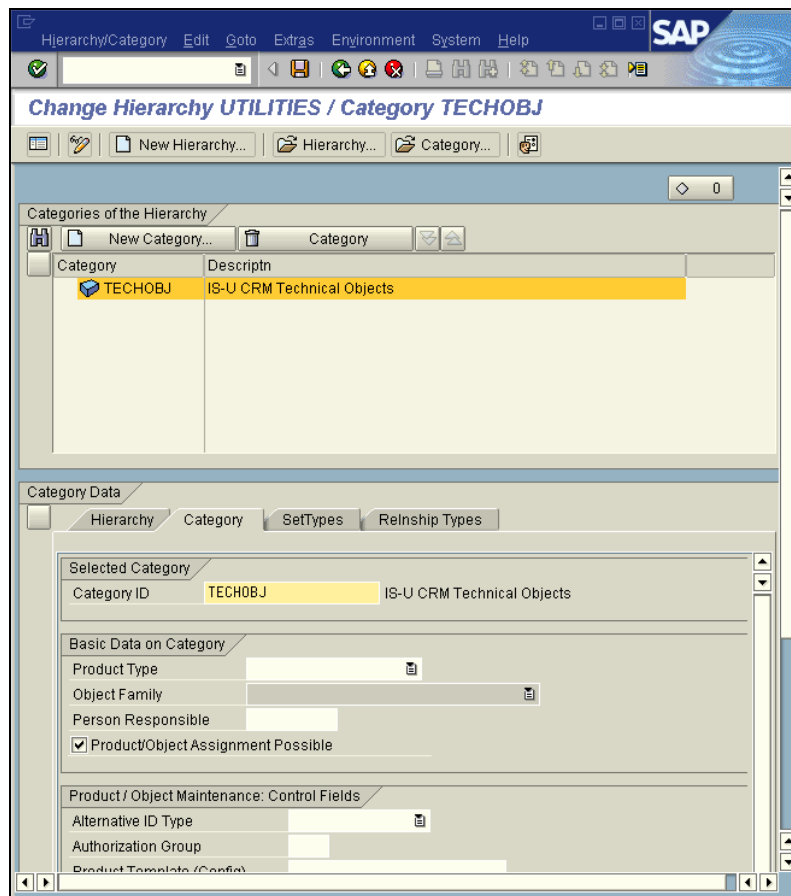 Hierarchy/Category Edit Goto Extras Environment System Help
SAP
Change Hierarchy UTILITIES / Category TECHOBJ
New Hierarchy... Hierarchy... Category...
0
Categories of the Hierarchy
New Category... Category
Category Descriptn
TECHOBJ IS-U CRM Technical Objects
Category Data
Hierarchy Category SetTypes Relnship Types
Selected Category
Category ID TECHOBJ IS-U CRM Technical Objects
Basic Data on Category
Product Type
Object Family
Person Responsible
Product/Object Assignment Possible
Product / Object Maintenance: Control Fields
Alternative ID Type
Authorization Group
Product Template (Config)